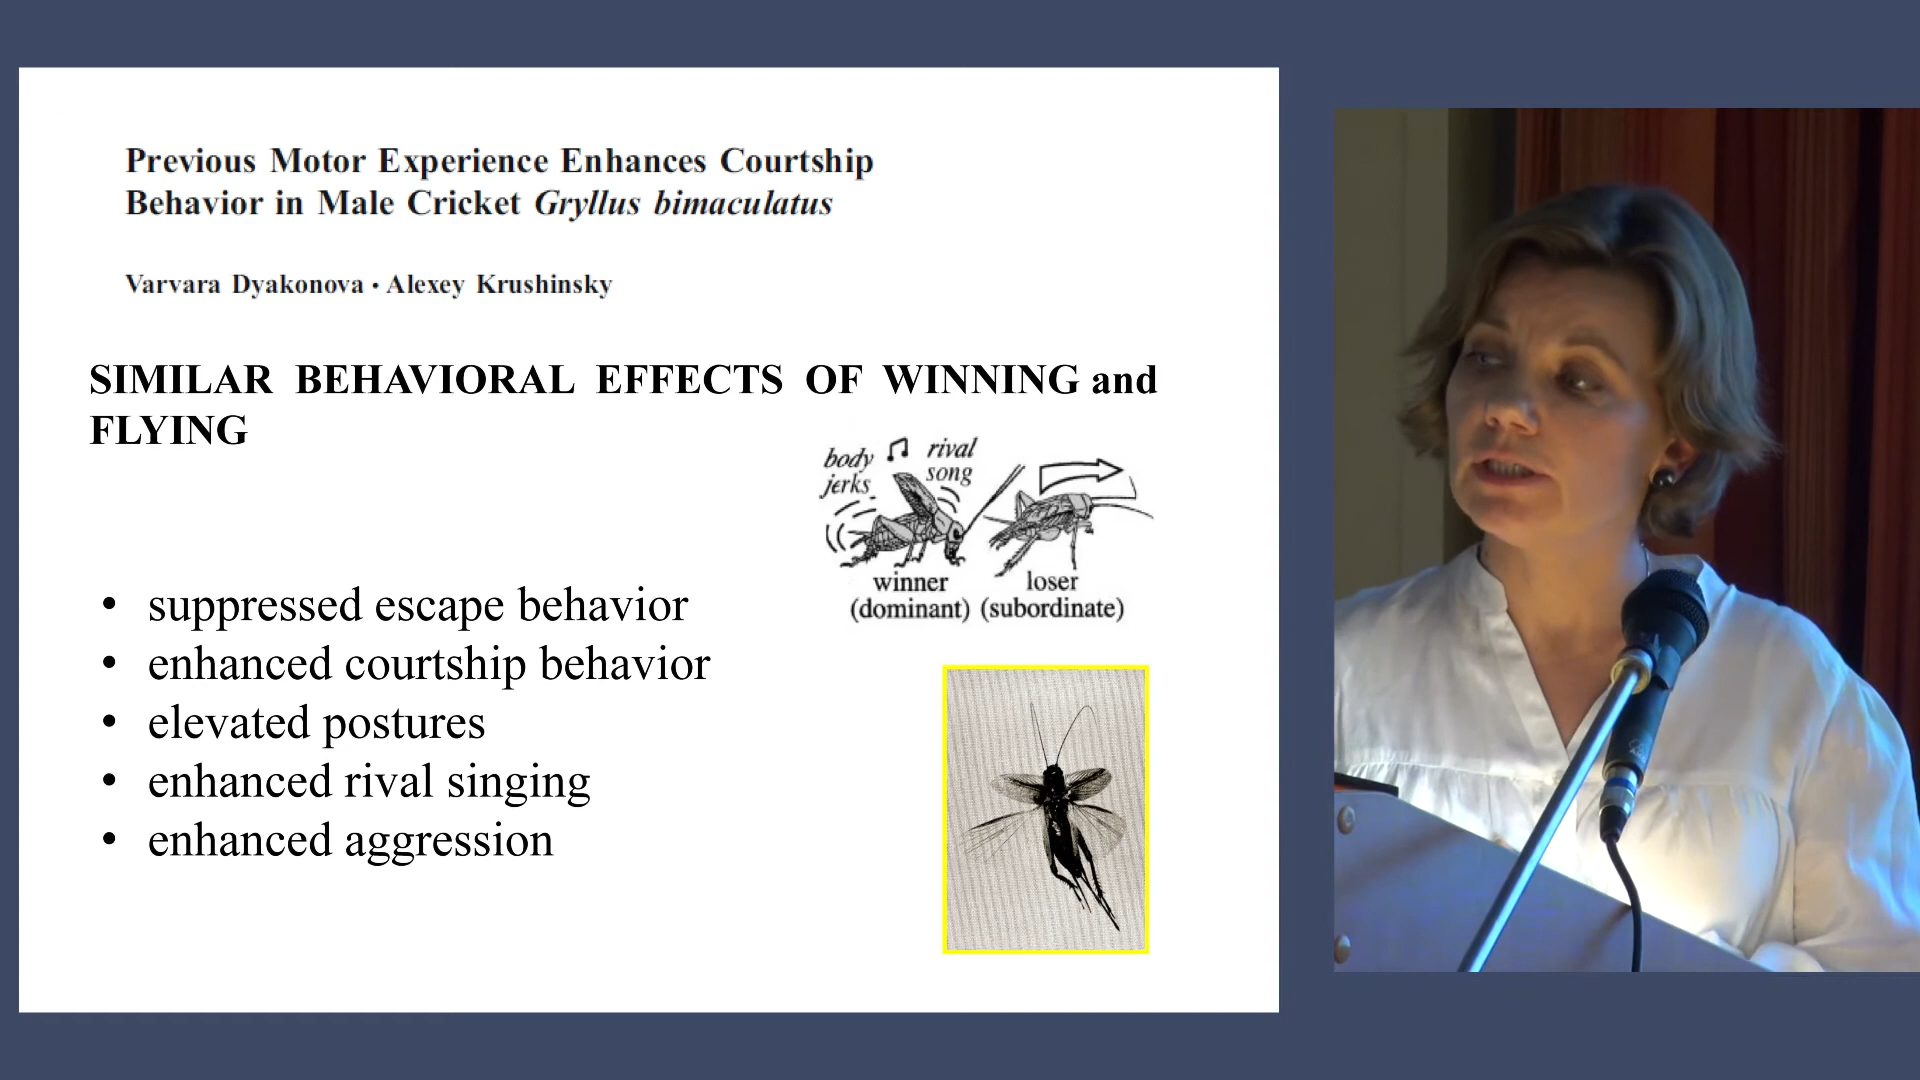 Previous Motor Experience Enhances Courtship
Behavior in Male Cricket Gryllus bimaculatus
Varvara Dyakonova • Alexey Krushinsky
SIMILAR BEHAVIORAL EFFECTS OF WINNING and
FLYING
body
jerks
rival
song
winner
(dominant)
loser
(subordinate)
• suppressed escape behavior
• enhanced courtship behavior
• elevated postures
• enhanced rival singing
• enhanced aggression